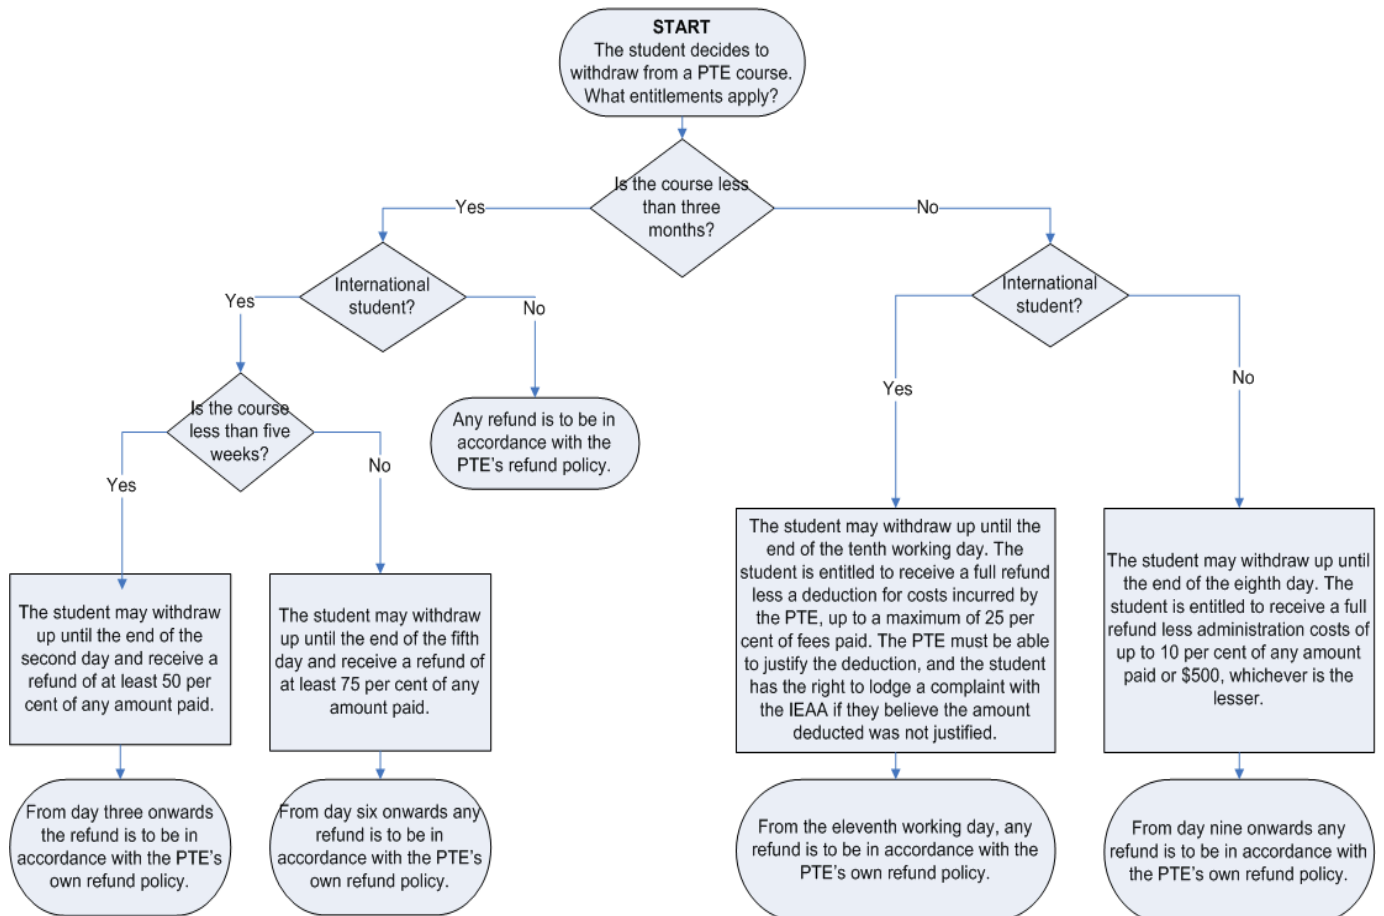 START
The student decides to
withdraw from a PTE course.
What entitlements apply?
Is the course less
than three
months?
Yes
No
International
student?
International
student?
Yes
No
Is the course
less than five
weeks?
Any refund is to be in
accordance with the
PTE's refund policy.
Yes
No
Yes
No
The student may withdraw
up until the end of the
second day and receive a
refund of at least 50 per
cent of any amount paid.
The student may withdraw
up until the end of the fifth
day and receive a refund of
at least 75 per cent of any
amount paid.
The student may withdraw up until the
end of the tenth working day. The
student is entitled to receive a full refund
less a deduction for costs incurred by
the PTE, up to a maximum of 25 per
cent of fees paid. The PTE must be able
to justify the deduction, and the student
has the right to lodge a complaint with
the IEAA if they believe the amount
deducted was not justified.
The student may withdraw up until
the end of the eighth day. The
student is entitled to receive a full
refund less administration costs of
up to 10 per cent of any amount
paid or $500, whichever is the
lesser.
From day three onwards
the refund is to be in
accordance with the PTE's
own refund policy.
From day six onwards any
refund is to be in
accordance with the PTE's
own refund policy.
From the eleventh working day, any
refund is to be in accordance with the
PTE's own refund policy.
From day nine onwards any
refund is to be in accordance with
the PTE's own refund policy.